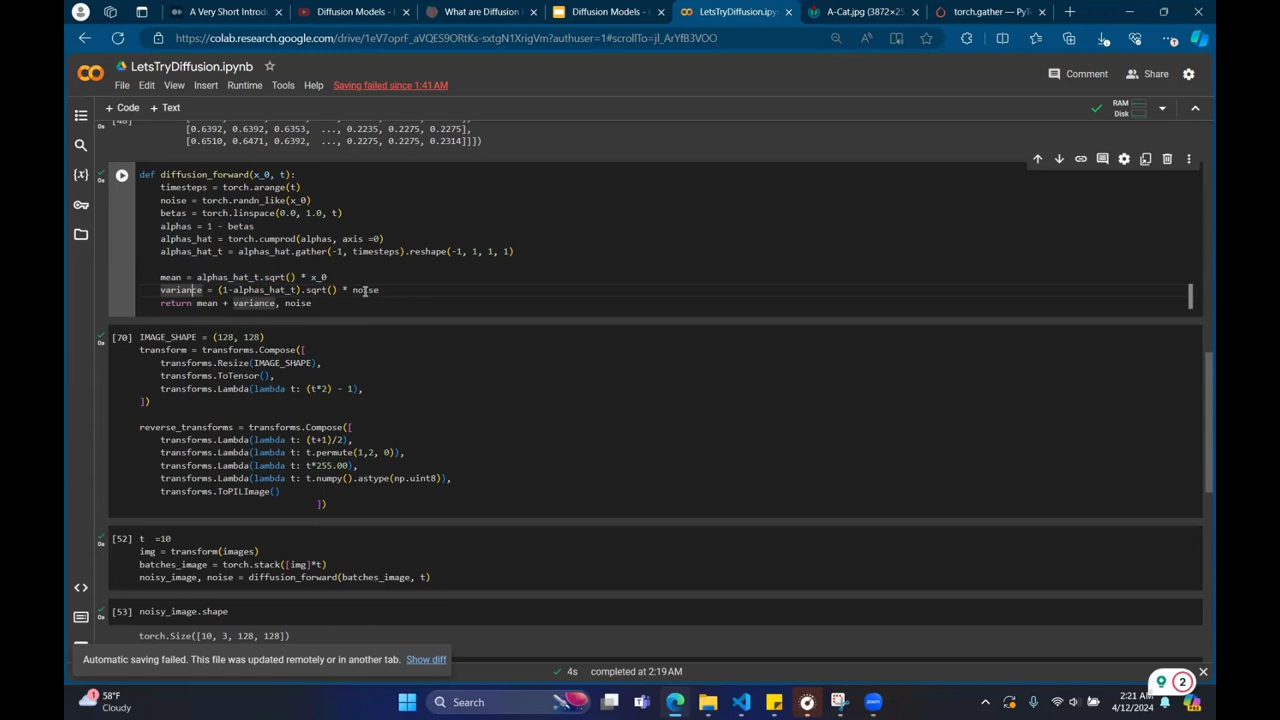 A Very Short Introdu
Diffusion Models - I
What are Diffusion I
Diffusion Models - G
LetsTryDiffusion.ipynb
A-Cat.jpg (3872×25
torch.gather — PyTo
https://colab.research.google.com/drive/1eV7oprF_aVQES9ORtKs-sxtgN1XrigVm?authuser=1#scrollTo=jl_ArYfB3VOO
LetsTryDiffusion.ipynb
File Edit View Insert Runtime Tools Help Saving failed since 1:41 AM
Comment Share
+ Code + Text
RAM
Disk
[48]
[0.6392, 0.6392, 0.6353, ..., 0.2235, 0.2275, 0.2275],
[0.6510, 0.6471, 0.6392, ..., 0.2275, 0.2275, 0.2314]]])
0s
def diffusion_forward(x_0, t):
timesteps = torch.arange(t)
noise = torch.randn_like(x_0)
betas = torch.linspace(0.0, 1.0, t)
alphas = 1 - betas
alphas_hat = torch.cumprod(alphas, axis =0)
alphas_hat_t = alphas_hat.gather(-1, timesteps).reshape(-1, 1, 1, 1)
mean = alphas_hat_t.sqrt() * x_0
variance = (1-alphas_hat_t).sqrt() * noise
return mean + variance, noise
[70] IMAGE_SHAPE = (128, 128)
0s transform = transforms.Compose([
transforms.Resize(IMAGE_SHAPE),
transforms.ToTensor(),
transforms.Lambda(lambda t: (t*2) - 1),
])
reverse_transforms = transforms.Compose([
transforms.Lambda(lambda t: (t+1)/2),
transforms.Lambda(lambda t: t.permute(1,2, 0)),
transforms.Lambda(lambda t: t*255.00),
transforms.Lambda(lambda t: t.numpy().astype(np.uint8)),
transforms.ToPILImage()
])
[52] t =10
0s img = transform(images)
batches_image = torch.stack([img]*t)
noisy_image, noise = diffusion_forward(batches_image, t)
[53] noisy_image.shape
0s
torch.Size([10, 3, 128, 128])
Automatic saving failed. This file was updated remotely or in another tab. Show diff
4s completed at 2:19 AM
2
1
58°F
Cloudy
Search
zoom
2:21 AM
4/12/2024